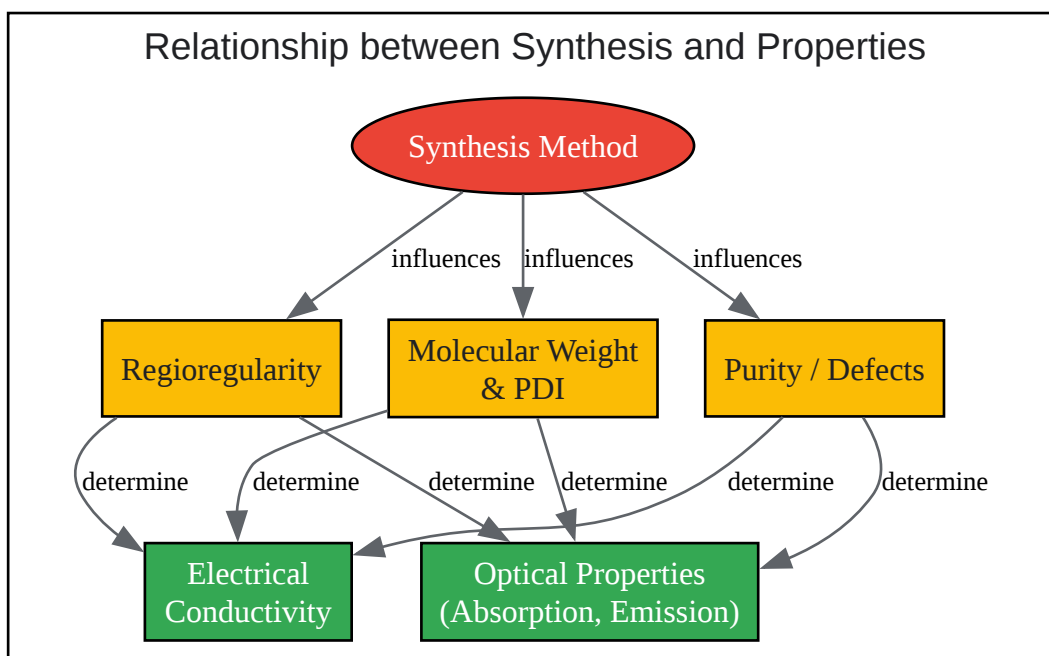 Relationship between Synthesis and Properties
Synthesis Method
influences
influences
influences
Regioregularity
Molecular Weight
& PDI
Purity / Defects
determine
determine
determine
determine
determine
determine
Electrical
Conductivity
Optical Properties
(Absorption, Emission)